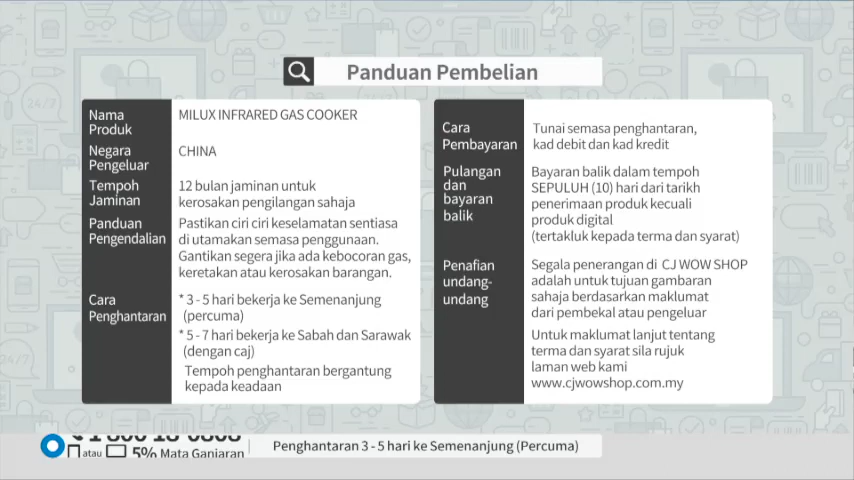 Panduan Pembelian
Nama
Produk
MILUX INFRARED GAS COOKER
Negara
Pengeluar
CHINA
Tempoh
Jaminan
12 bulan jaminan untuk
kerosakan pengilangan sahaja
Panduan
Pengendalian
Pastikan ciri ciri keselamatan sentiasa
di utamakan semasa penggunaan.
Gantikan segera jika ada kebocoran gas,
keretakan atau kerosakan barangan.
Cara
Penghantaran
* 3 - 5 hari bekerja ke Semenanjung
(percuma)
* 5 - 7 hari bekerja ke Sabah dan Sarawak
(dengan caj)
Tempoh penghantaran bergantung
kepada keadaan
Cara
Pembayaran
Tunai semasa penghantaran,
kad debit dan kad kredit
Pulangan
dan
bayaran
balik
Bayaran balik dalam tempoh
SEPULUH (10) hari dari tarikh
penerimaan produk kecuali
produk digital
(tertakluk kepada terma dan syarat)
Penafian
undang-
undang
Segala penerangan di CJ WOW SHOP
adalah untuk tujuan gambaran
sahaja berdasarkan maklumat
dari pembekal atau pengeluar
Untuk maklumat lanjut tentang
terma dan syarat sila rujuk
laman web kami
www.cjwowshop.com.my
atau 5% Mata Ganjaran
Penghantaran 3 - 5 hari ke Semenanjung (Percuma)